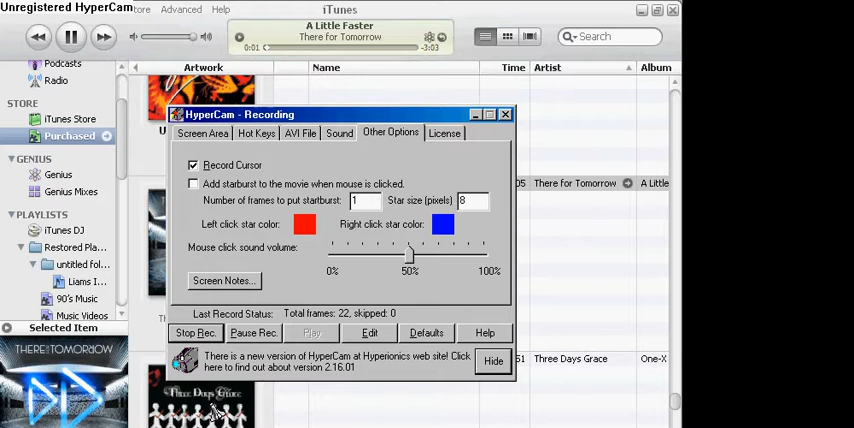 Unregistered HyperCam
Store Advanced Help
iTunes
A Little Faster
There for Tomorrow
0:01
-3:03
Search
Podcasts
Radio
STORE
iTunes Store
Purchased
GENIUS
Genius
Genius Mixes
PLAYLISTS
iTunes DJ
Restored Pla...
untitled fol...
Liams I...
90's Music
Music Videos
Selected Item
THERE FOR TOMORROW
Artwork
Name
Time
Artist
Album
05 There for Tomorrow A Little
51 Three Days Grace One-X
Three Days Grace
HyperCam - Recording
Screen Area Hot Keys AVI File Sound Other Options License
Record Cursor
Add starburst to the movie when mouse is clicked.
Number of frames to put startburst: 1 Star size (pixels) 8
Left click star color: Right click star color:
Mouse click sound volume:
0% 50% 100%
Screen Notes...
Last Record Status: Total frames: 22, skipped: 0
Stop Rec. Pause Rec. Play Edit Defaults Help
There is a new version of HyperCam at Hyperionics web site! Click
here to find out about version 2.16.01
Hide